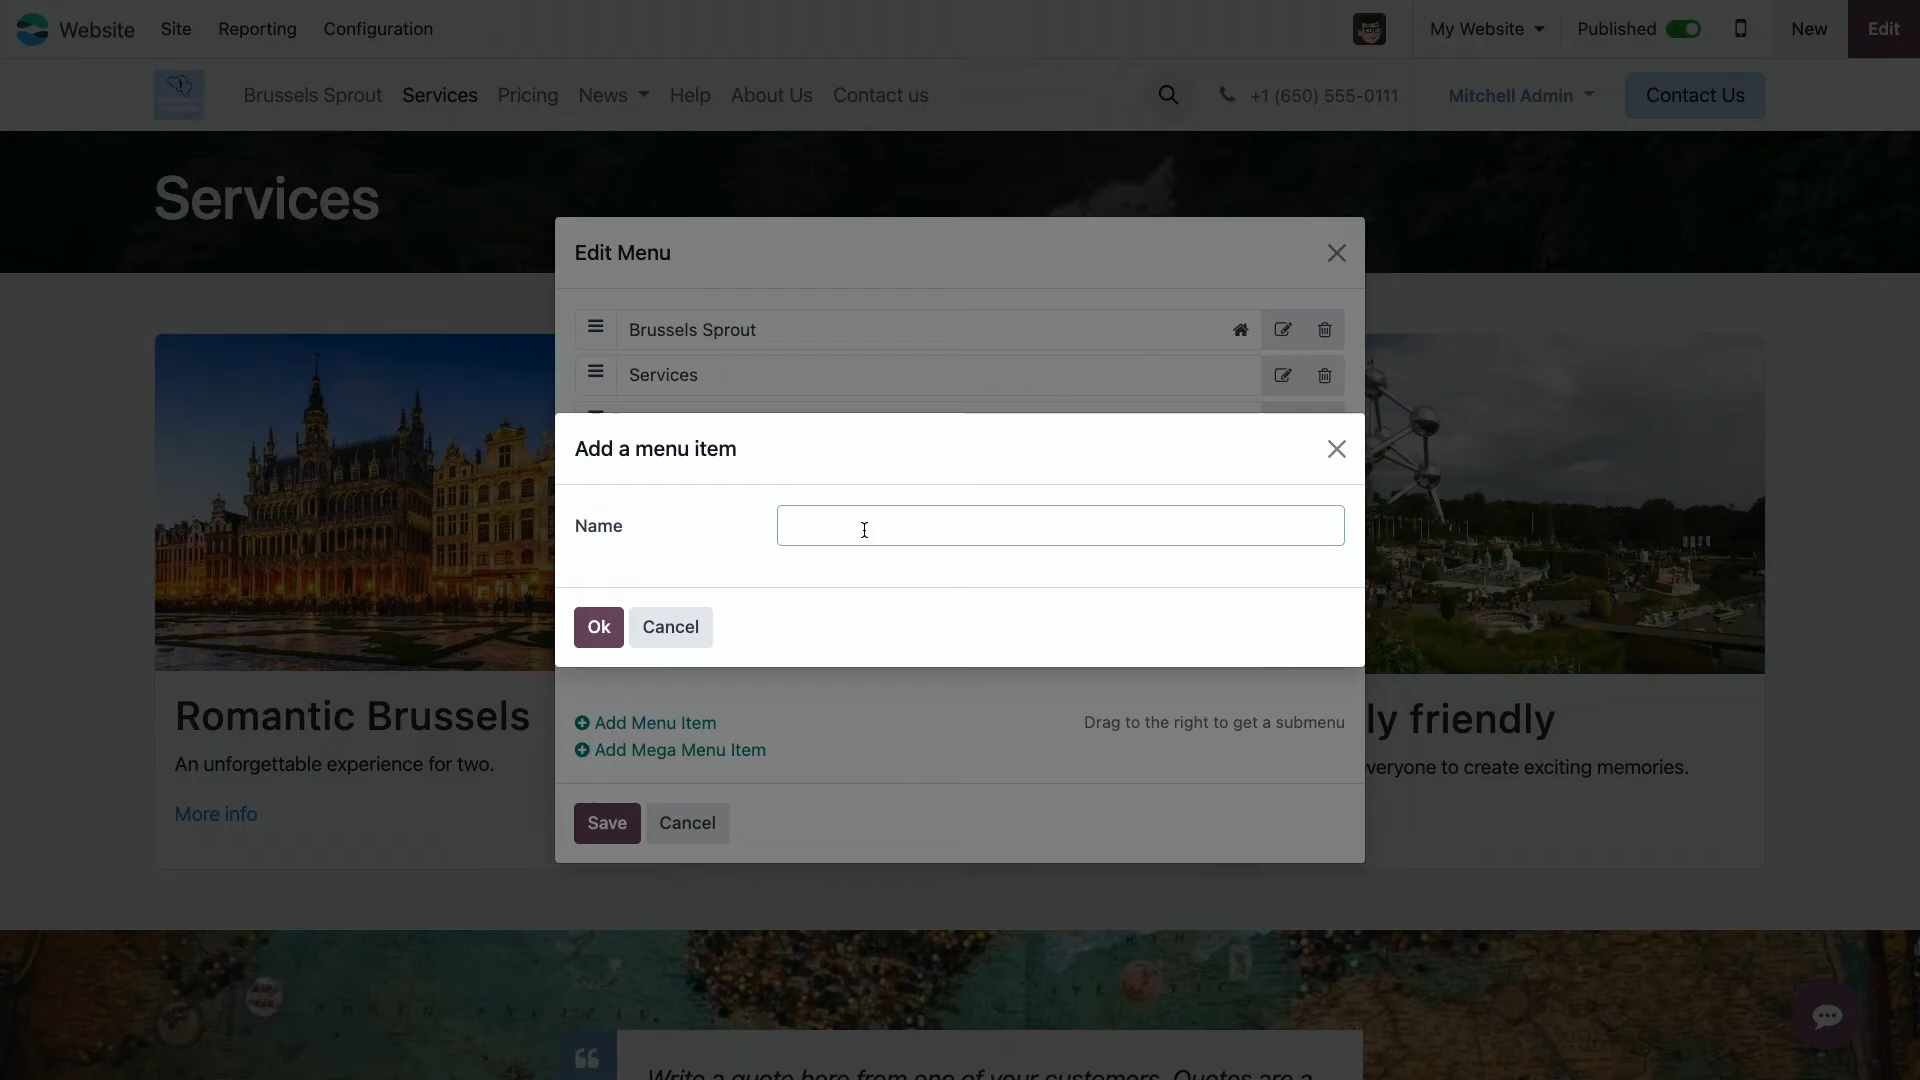 Website Site Reporting Configuration My Website Published New Edit
Brussels Sprout Services Pricing News Help About Us Contact us +1 (650) 555-0111 Mitchell Admin Contact Us
Services
Edit Menu
Brussels Sprout
Services
Add a menu item
Name
Ok Cancel
Add Menu Item Drag to the right to get a submenu
Add Mega Menu Item
Save Cancel
Romantic Brussels
An unforgettable experience for two.
More info
ly friendly
veryone to create exciting memories.
Write a quote here from one of your customers. Quotes are a